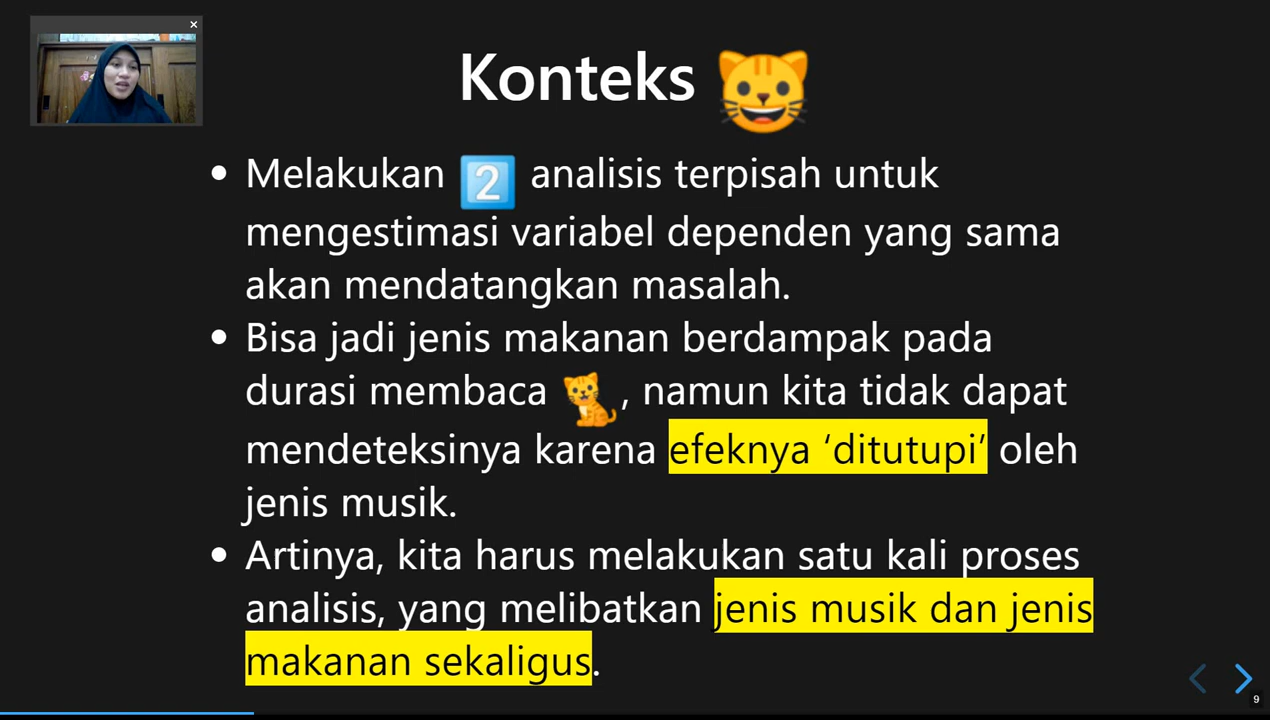 Konteks 😺
Melakukan 2️⃣ analisis terpisah untuk
mengestimasi variabel dependen yang sama
akan mendatangkan masalah.
Bisa jadi jenis makanan berdampak pada
durasi membaca 🐈, namun kita tidak dapat
mendeteksinya karena efeknya ‘ditutupi’ oleh
jenis musik.
Artinya, kita harus melakukan satu kali proses
analisis, yang melibatkan jenis musik dan jenis
makanan sekaligus.
9